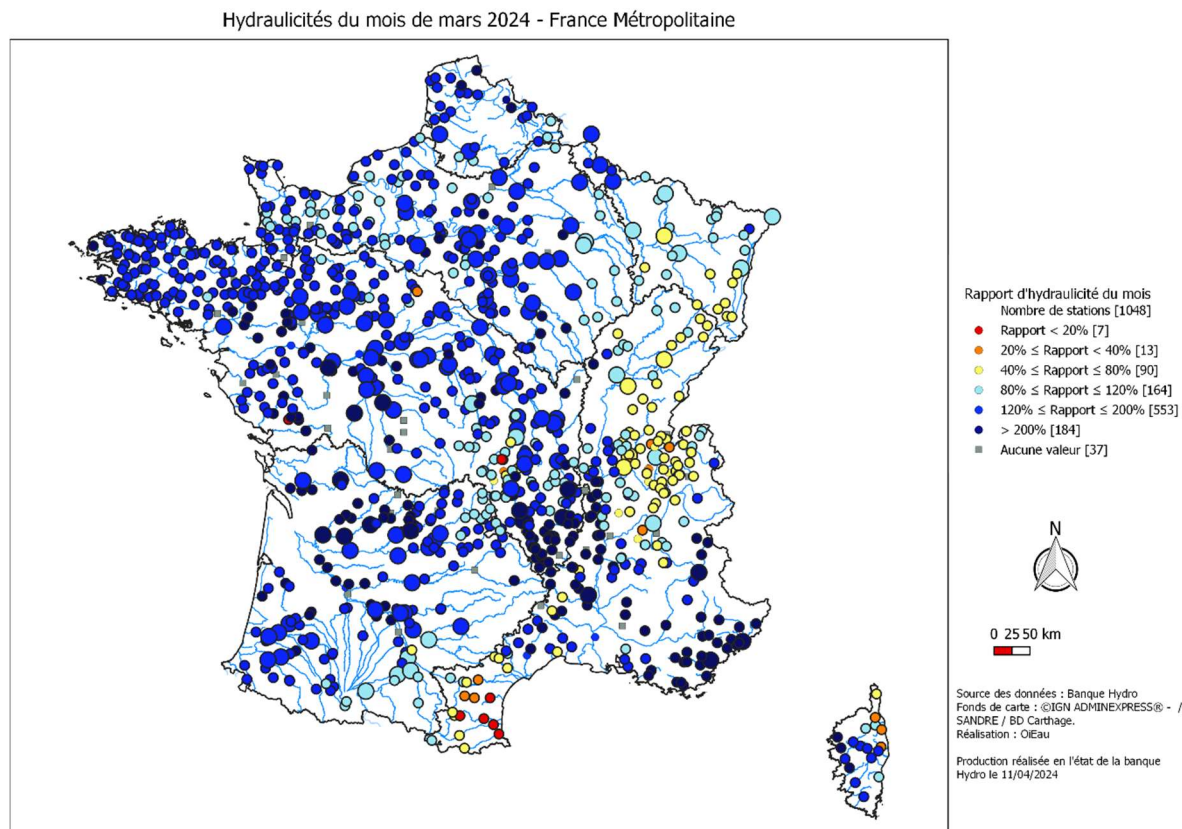 Hydraulicités du mois de mars 2024 - France Métropolitaine
Rapport d'hydraulicité du mois
Nombre de stations [1048]
Rapport < 20% [7]
20% ≤ Rapport < 40% [13]
40% ≤ Rapport ≤ 80% [90]
80% ≤ Rapport ≤ 120% [164]
120% ≤ Rapport ≤ 200% [553]
> 200% [184]
Aucune valeur [37]
N
0 25 50 km
Source des données : Banque Hydro
Fonds de carte : ©IGN ADMINEXPRESS® - /
SANDRE / BD Carthage.
Réalisation : OiEau
Production réalisée en l'état de la banque
Hydro le 11/04/2024